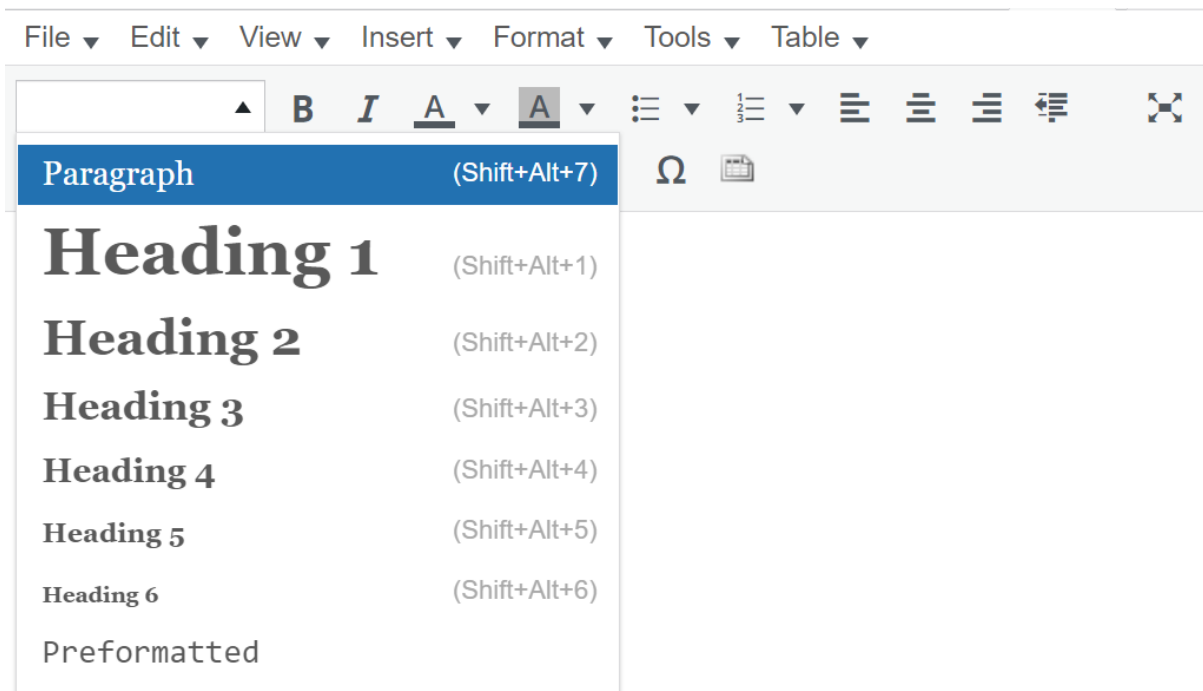 File Edit View Insert Format Tools Table
B I A A
Ω
Paragraph (Shift+Alt+7)
Heading 1 (Shift+Alt+1)
Heading 2 (Shift+Alt+2)
Heading 3 (Shift+Alt+3)
Heading 4 (Shift+Alt+4)
Heading 5 (Shift+Alt+5)
Heading 6 (Shift+Alt+6)
Preformatted